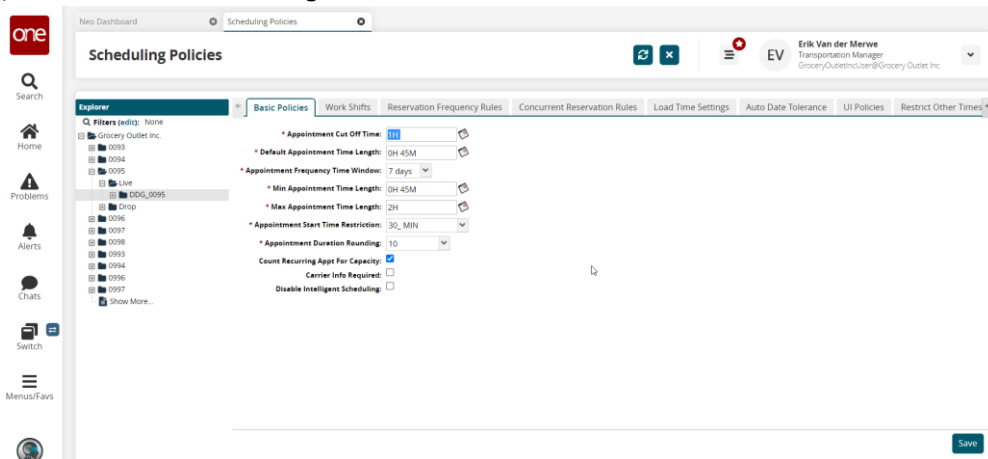 Neo Dashboard
Scheduling Policies
one
Scheduling Policies
EV
Erik Van der Merwe
Transportation Manager
GroceryOutletIncUser@Grocery Outlet Inc.
Search
Home
Problems
Alerts
Chats
Switch
Menus/Favs
Explorer
Filters (edit): None
Grocery Outlet Inc.
0093
0094
0095
Live
DDG_0095
Drop
0096
0097
0098
0993
0994
0996
0997
Show More...
Basic Policies
Work Shifts
Reservation Frequency Rules
Concurrent Reservation Rules
Load Time Settings
Auto Date Tolerance
UI Policies
Restrict Other Times
* Appointment Cut Off Time: 1H
* Default Appointment Time Length: 0H 45M
* Appointment Frequency Time Window: 7 days
* Min Appointment Time Length: 0H 45M
* Max Appointment Time Length: 2H
* Appointment Start Time Restriction: 30_ MIN
* Appointment Duration Rounding: 10
Count Recurring Appt For Capacity:
Carrier Info Required:
Disable Intelligent Scheduling:
Save